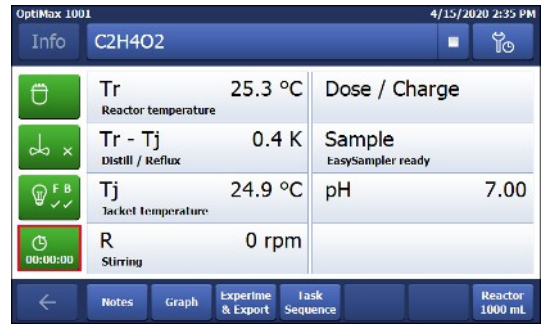 OptiMax 1001
4/15/2020 2:35 PM
Info
C2H4O2
Tr
25.3 °C
Reactor temperature
Dose / Charge
Tr - Tj
0.4 K
Distill / Reflux
Sample
EasySampler ready
F B
Tj
24.9 °C
Jacket temperature
pH
7.00
00:00:00
R
0 rpm
Stirring
Notes
Graph
Experime
& Export
Task
Sequence
Reactor
1000 mL